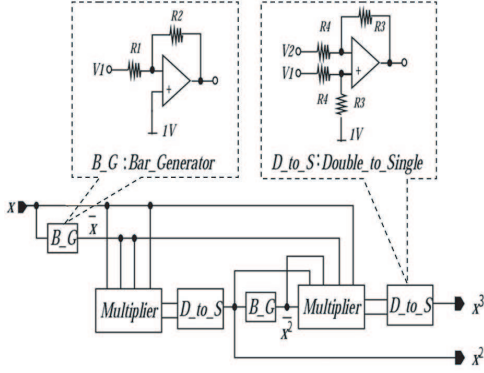 R2
R1
V1
+
1V
B_G : Bar_Generator
R3
V2
R4
V1
+
R4
R3
1V
D_to_S : Double_to_Single
x
B_G
x̅
Multiplier
D_to_S
B_G
x̅²
Multiplier
D_to_S
x³
x²